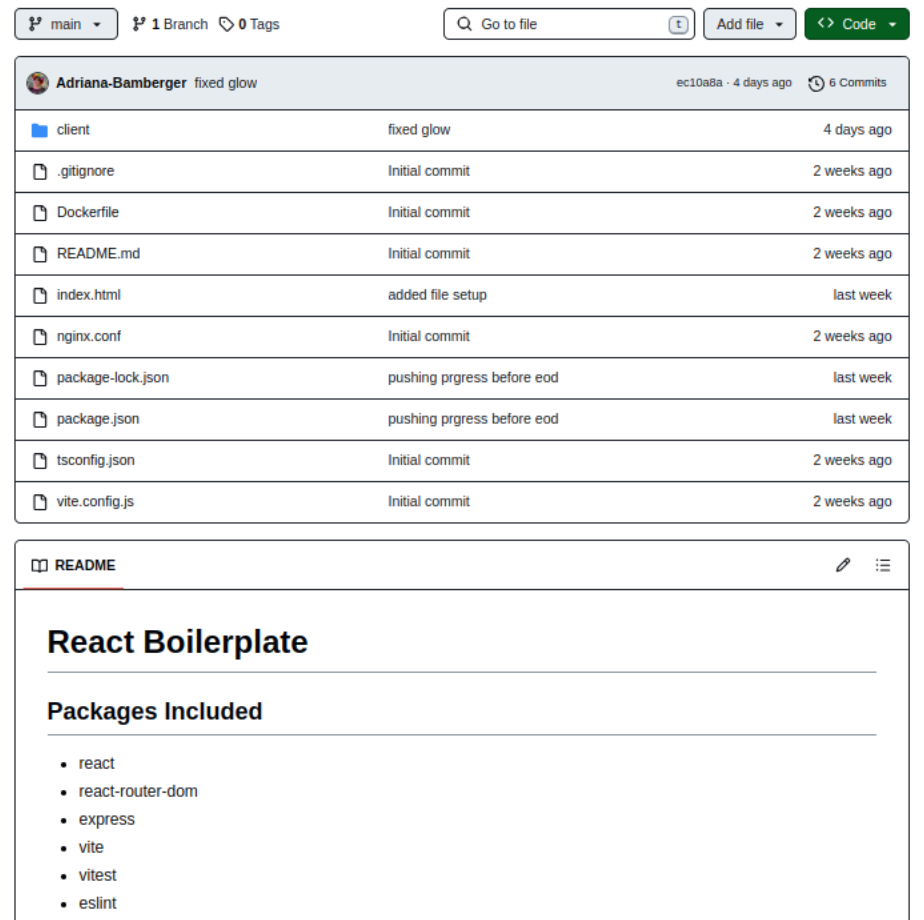 main 1 Branch 0 Tags Go to file t Add file Code
Adriana-Bamberger fixed glow ec10a8a · 4 days ago 6 Commits
client fixed glow 4 days ago
.gitignore Initial commit 2 weeks ago
Dockerfile Initial commit 2 weeks ago
README.md Initial commit 2 weeks ago
index.html added file setup last week
nginx.conf Initial commit 2 weeks ago
package-lock.json pushing prgress before eod last week
package.json pushing prgress before eod last week
tsconfig.json Initial commit 2 weeks ago
vite.config.js Initial commit 2 weeks ago
README
React Boilerplate
Packages Included
• react
• react-router-dom
• express
• vite
• vitest
• eslint